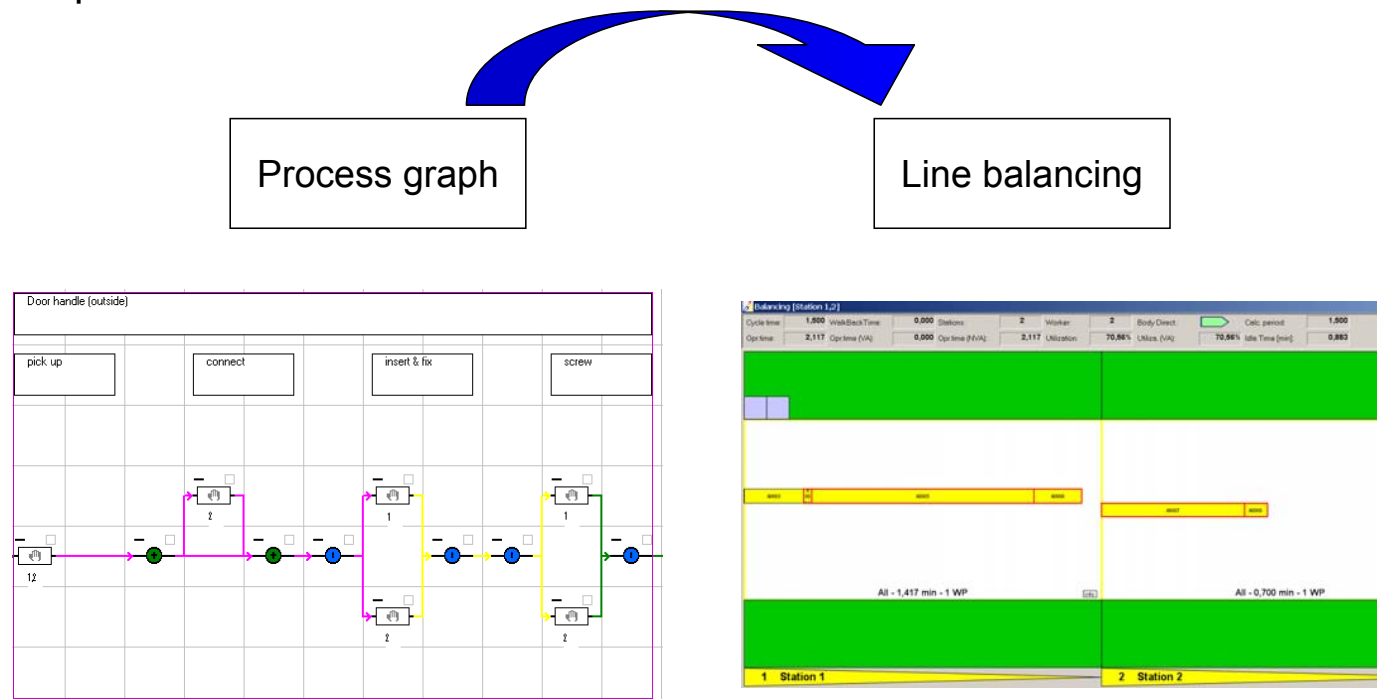 Process graph
Line balancing
Door handle (outside)
pick up
connect
insert & fix
screw
2
1
1
1,2
2
2
Balancing [Station 1,2]
Cycle time: 1,500 WalkBackTime: 0,000 Stations: 2 Worker: 2 Body Direct. Calc. period: 1,500
Opr.time: 2,117 Opr.time (VA): 0,000 Opr.time (NVA): 2,117 Utilization: 70,56% Utiliza. (VA): 70,56% Idle Time [min]: 0,883
All - 1,417 min - 1 WP
All - 0,700 min - 1 WP
1 Station 1
2 Station 2